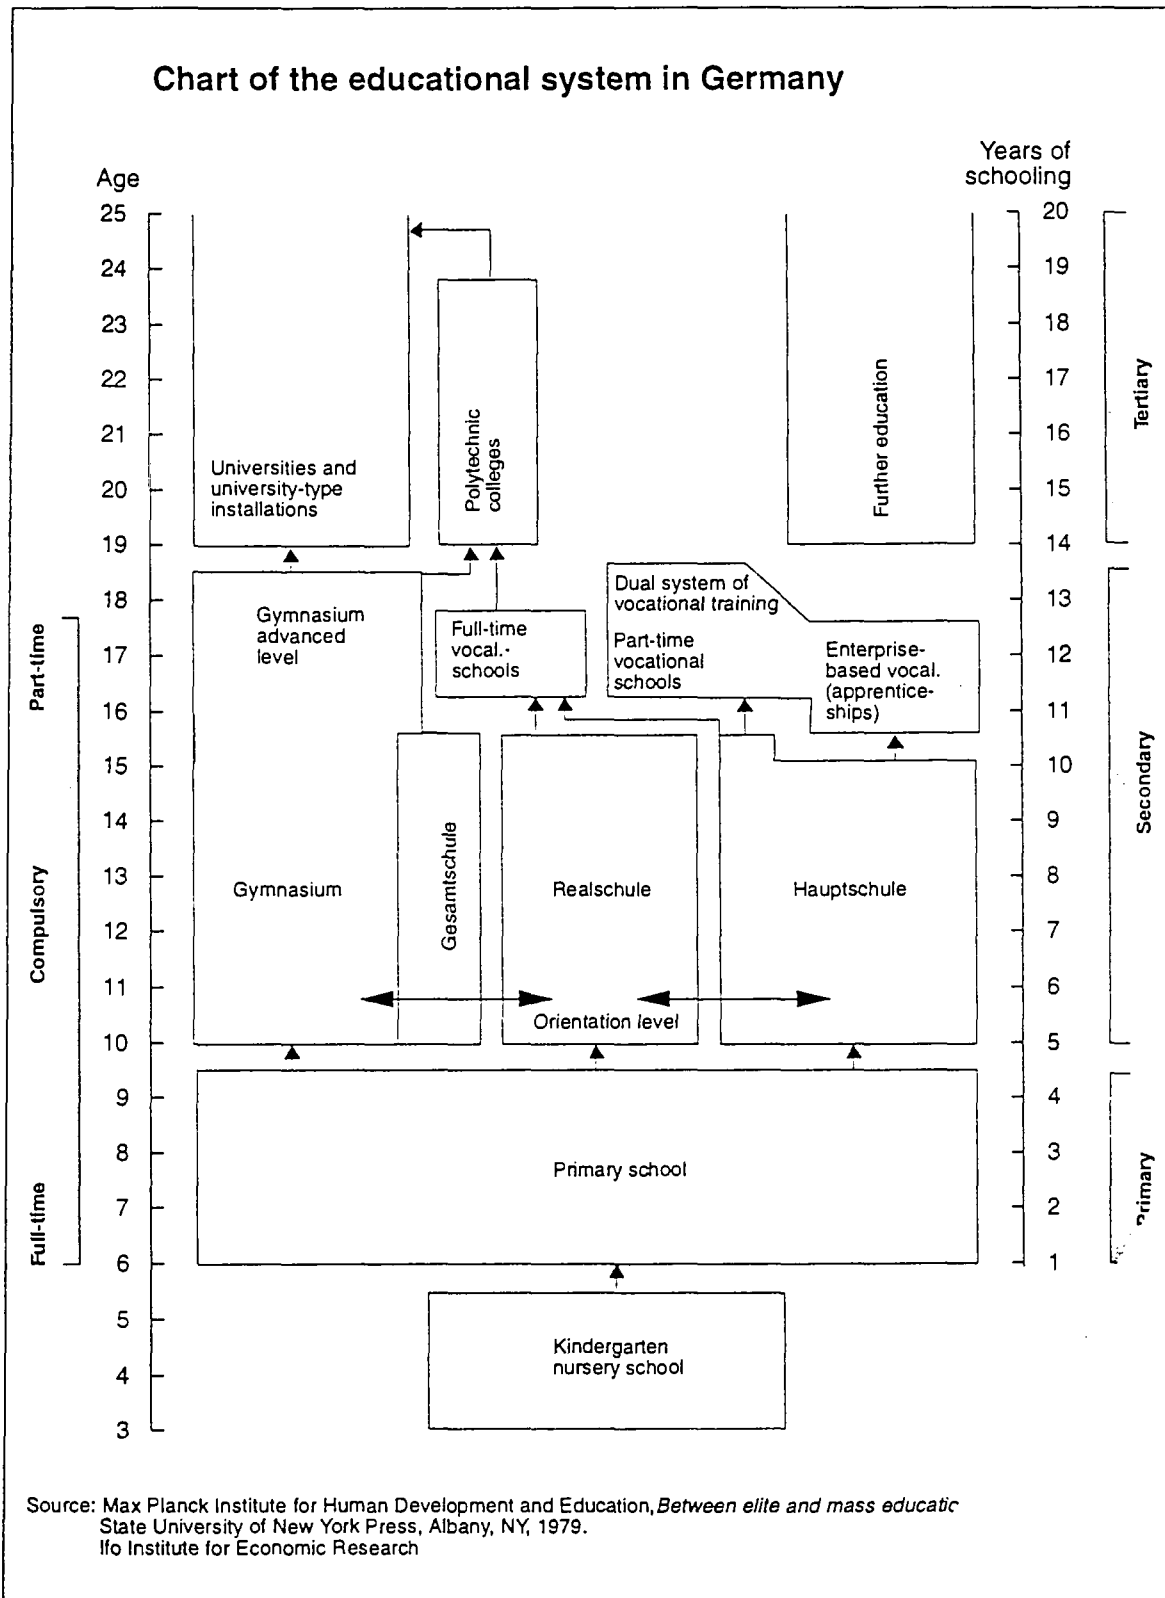 Chart of the educational system in Germany
Age
Years of
schooling
25
24
23
22
21
20
19
18
17
16
15
14
13
12
11
10
9
8
7
6
5
4
3
Part-time
Compulsory
Full-time
Universities and
university-type
installations
Polytechnic
colleges
Further education
Gymnasium
advanced
level
Full-time
vocal.-
schools
Dual system of
vocational training
Part-time
vocational
schools
Enterprise-
based vocal.
(apprentice-
ships)
Gymnasium
Gesamtschule
Realschule
Hauptschule
Orientation level
Primary school
Kindergarten
nursery school
20
19
18
17
16
15
14
13
12
11
10
9
8
7
6
5
4
3
2
1
Tertiary
Secondary
Primary
Source: Max Planck Institute for Human Development and Education, Between elite and mass educatic
State University of New York Press, Albany, NY, 1979.
Ifo Institute for Economic Research